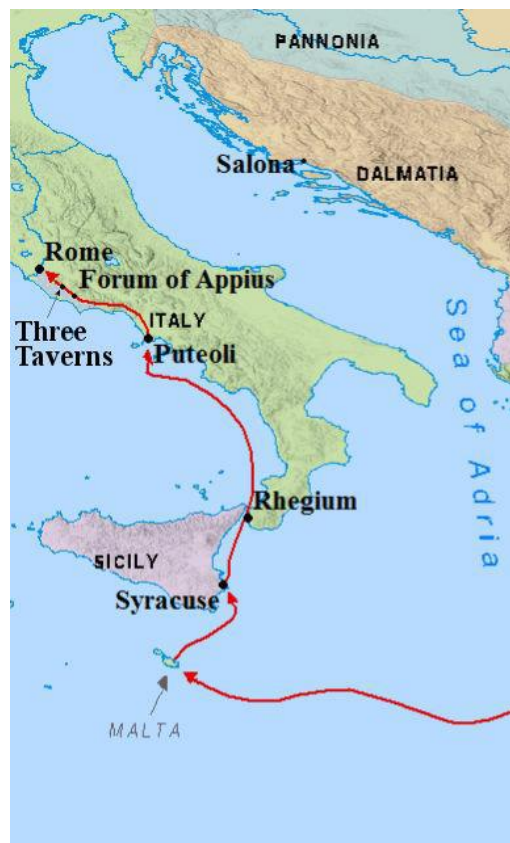 PANNONIA
Salona
DALMATIA
Rome
Forum of Appius
Three
Taverns
ITALY
Puteoli
Sea of Adria
Rhegium
SICILY
Syracuse
MALTA